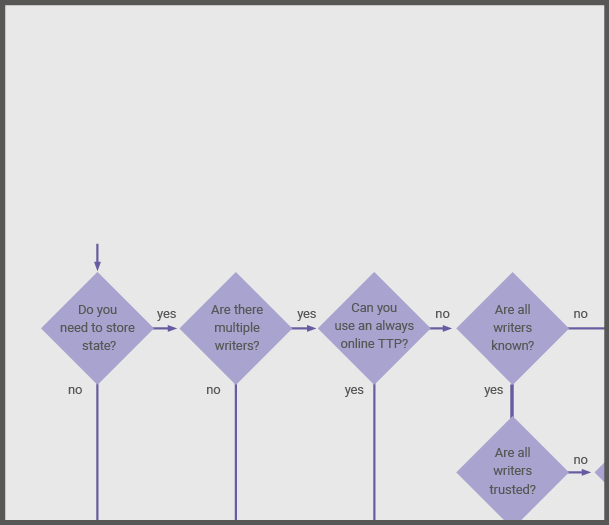 Do you
need to store
state?
yes
Are there
multiple
writers?
yes
Can you
use an always
online TTP?
no
Are all
writers
known?
no
no
no
yes
yes
Are all
writers
trusted?
no